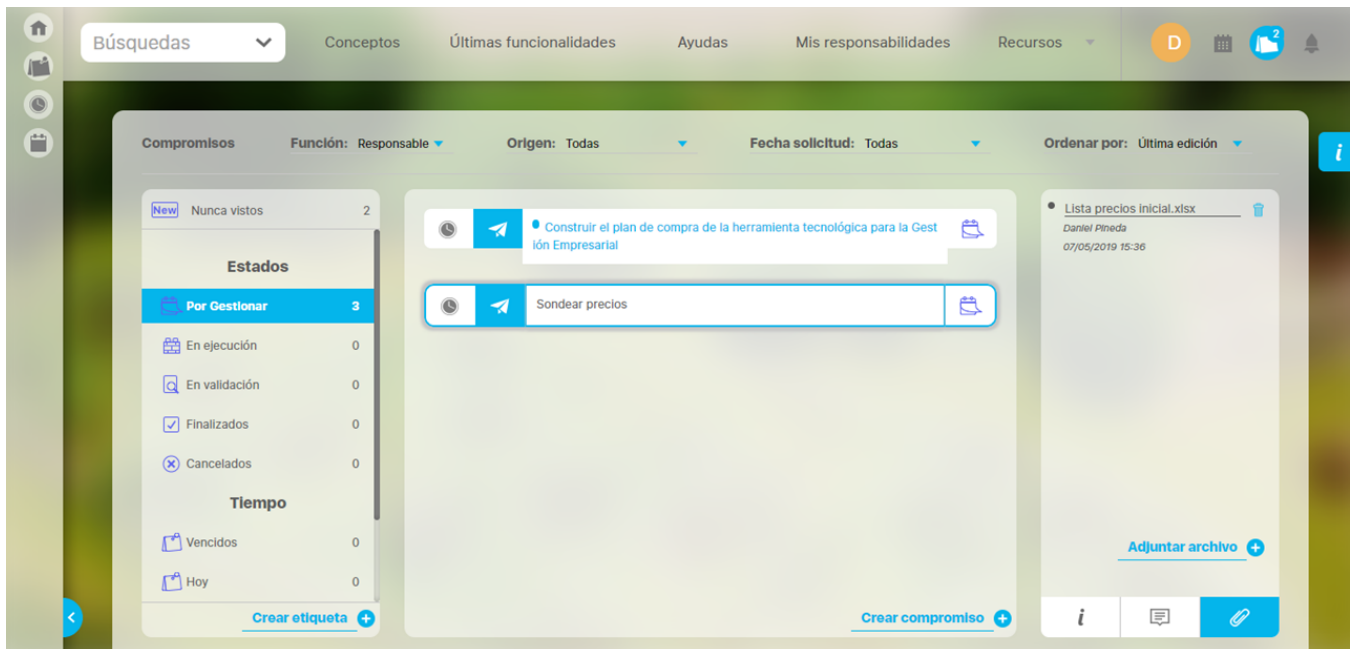 Búsquedas
Conceptos
Últimas funcionalidades
Ayudas
Mis responsabilidades
Recursos
D
2
Compromisos
Función: Responsable
Origen: Todas
Fecha solicitud: Todas
Ordenar por: Última edición
i
New Nunca vistos 2
Estados
Por Gestionar 3
En ejecución 0
En validación 0
Finalizados 0
Cancelados 0
Tiempo
Vencidos 0
Hoy 0
Crear etiqueta
Construir el plan de compra de la herramienta tecnológica para la Gest
ión Empresarial
Sondear precios
Crear compromiso
Lista precios inicial.xlsx
Daniel Pineda
07/05/2019 15:36
Adjuntar archivo
i